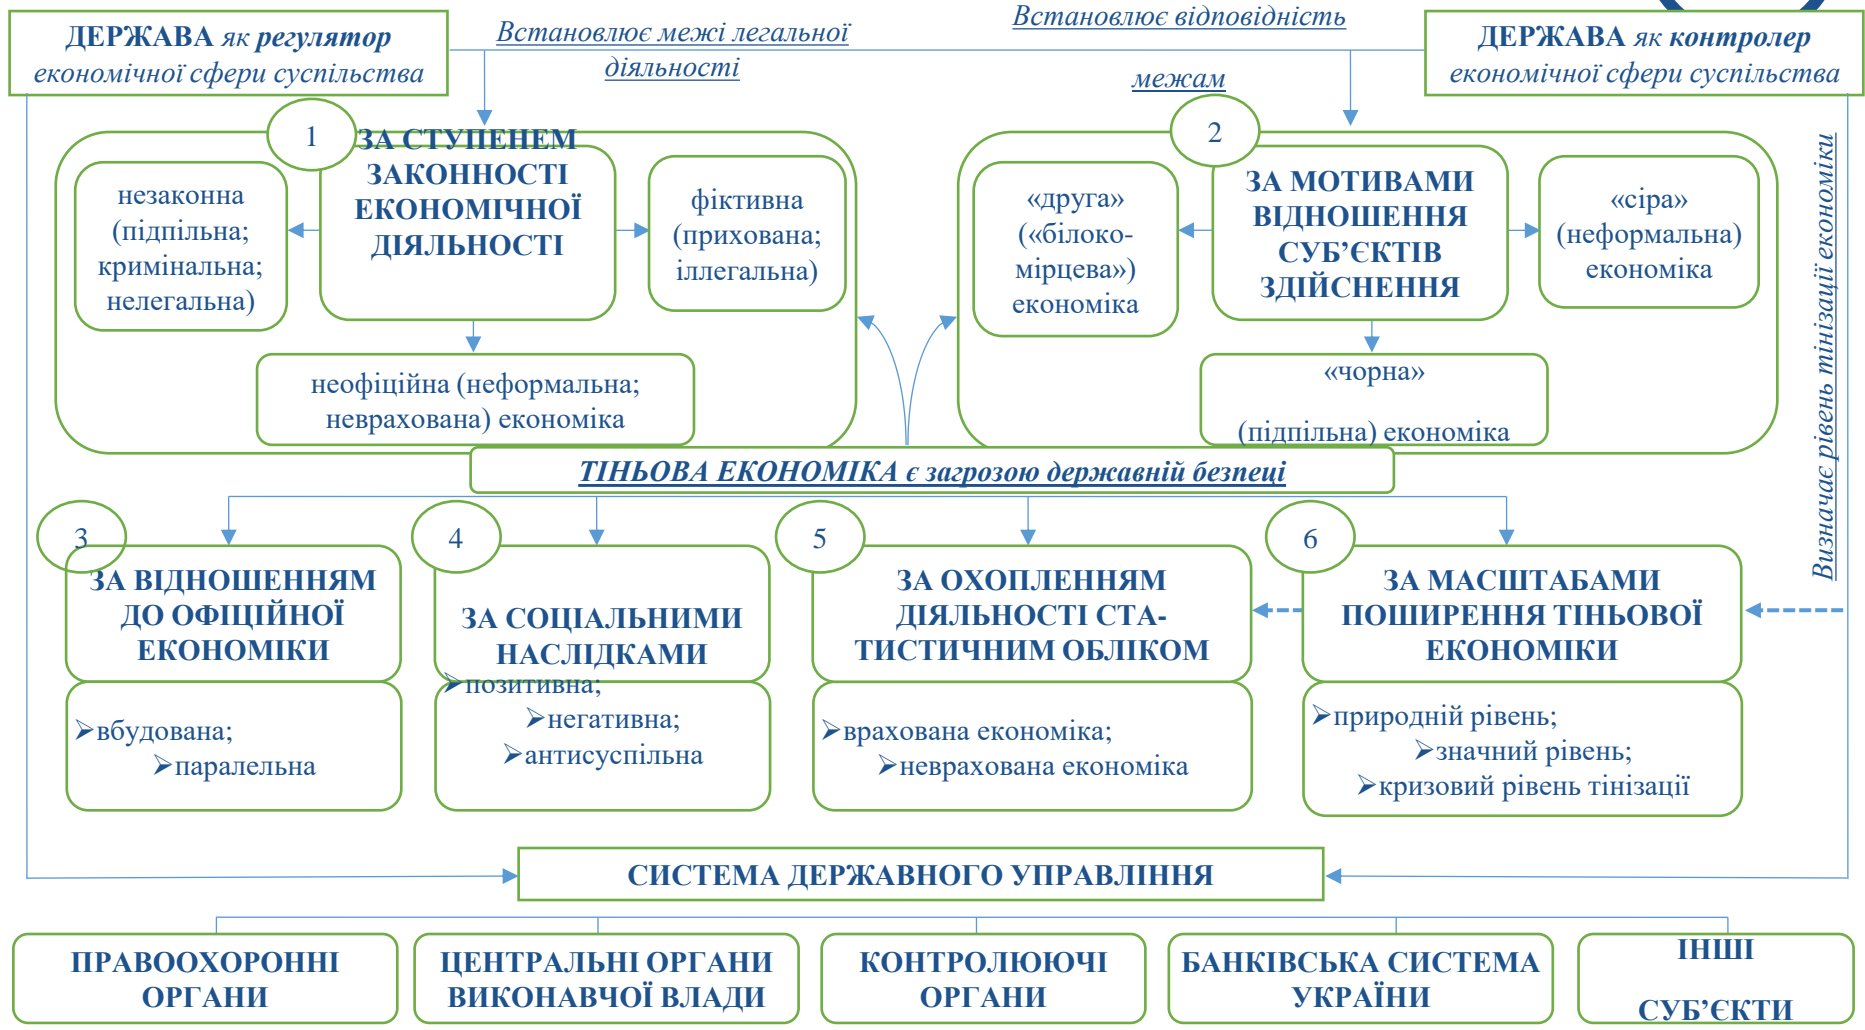 ДЕРЖАВА як регулятор
економічної сфери суспільства
Встановлює межі легальної
діяльності
Встановлює відповідність
межам
ДЕРЖАВА як контролер
економічної сфери суспільства
1
ЗА СТУПЕНЕМ
ЗАКОННОСТІ
ЕКОНОМІЧНОЇ
ДІЯЛЬНОСТІ
незаконна
(підпільна;
кримінальна;
нелегальна)
фіктивна
(прихована;
іллегальна)
неофіційна (неформальна;
неврахована) економіка
2
ЗА МОТИВАМИ
ВІДНОШЕННЯ
СУБ’ЄКТІВ
ЗДІЙСНЕННЯ
«друга»
(«білоко-
мірцева»)
економіка
«сіра»
(неформальна)
економіка
«чорна»
(підпільна) економіка
Визначає рівень тінізації економіки
ТІНЬОВА ЕКОНОМІКА є загрозою державній безпеці
3
ЗА ВІДНОШЕННЯМ
ДО ОФІЦІЙНОЇ
ЕКОНОМІКИ
➢вбудована;
➢паралельна
4
ЗА СОЦІАЛЬНИМИ
НАСЛІДКАМИ
➢позитивна;
➢негативна;
➢антисуспільна
5
ЗА ОХОПЛЕННЯМ
ДІЯЛЬНОСТІ СТА-
ТИСТИЧНИМ ОБЛІКОМ
➢врахована економіка;
➢неврахована економіка
6
ЗА МАСШТАБАМИ
ПОШИРЕННЯ ТІНЬОВОЇ
ЕКОНОМІКИ
➢природній рівень;
➢значний рівень;
➢кризовий рівень тінізації
СИСТЕМА ДЕРЖАВНОГО УПРАВЛІННЯ
ПРАВООХОРОННІ
ОРГАНИ
ЦЕНТРАЛЬНІ ОРГАНИ
ВИКОНАВЧОЇ ВЛАДИ
КОНТРОЛЮЮЧІ
ОРГАНИ
БАНКІВСЬКА СИСТЕМА
УКРАЇНИ
ІНШІ
СУБ’ЄКТИ